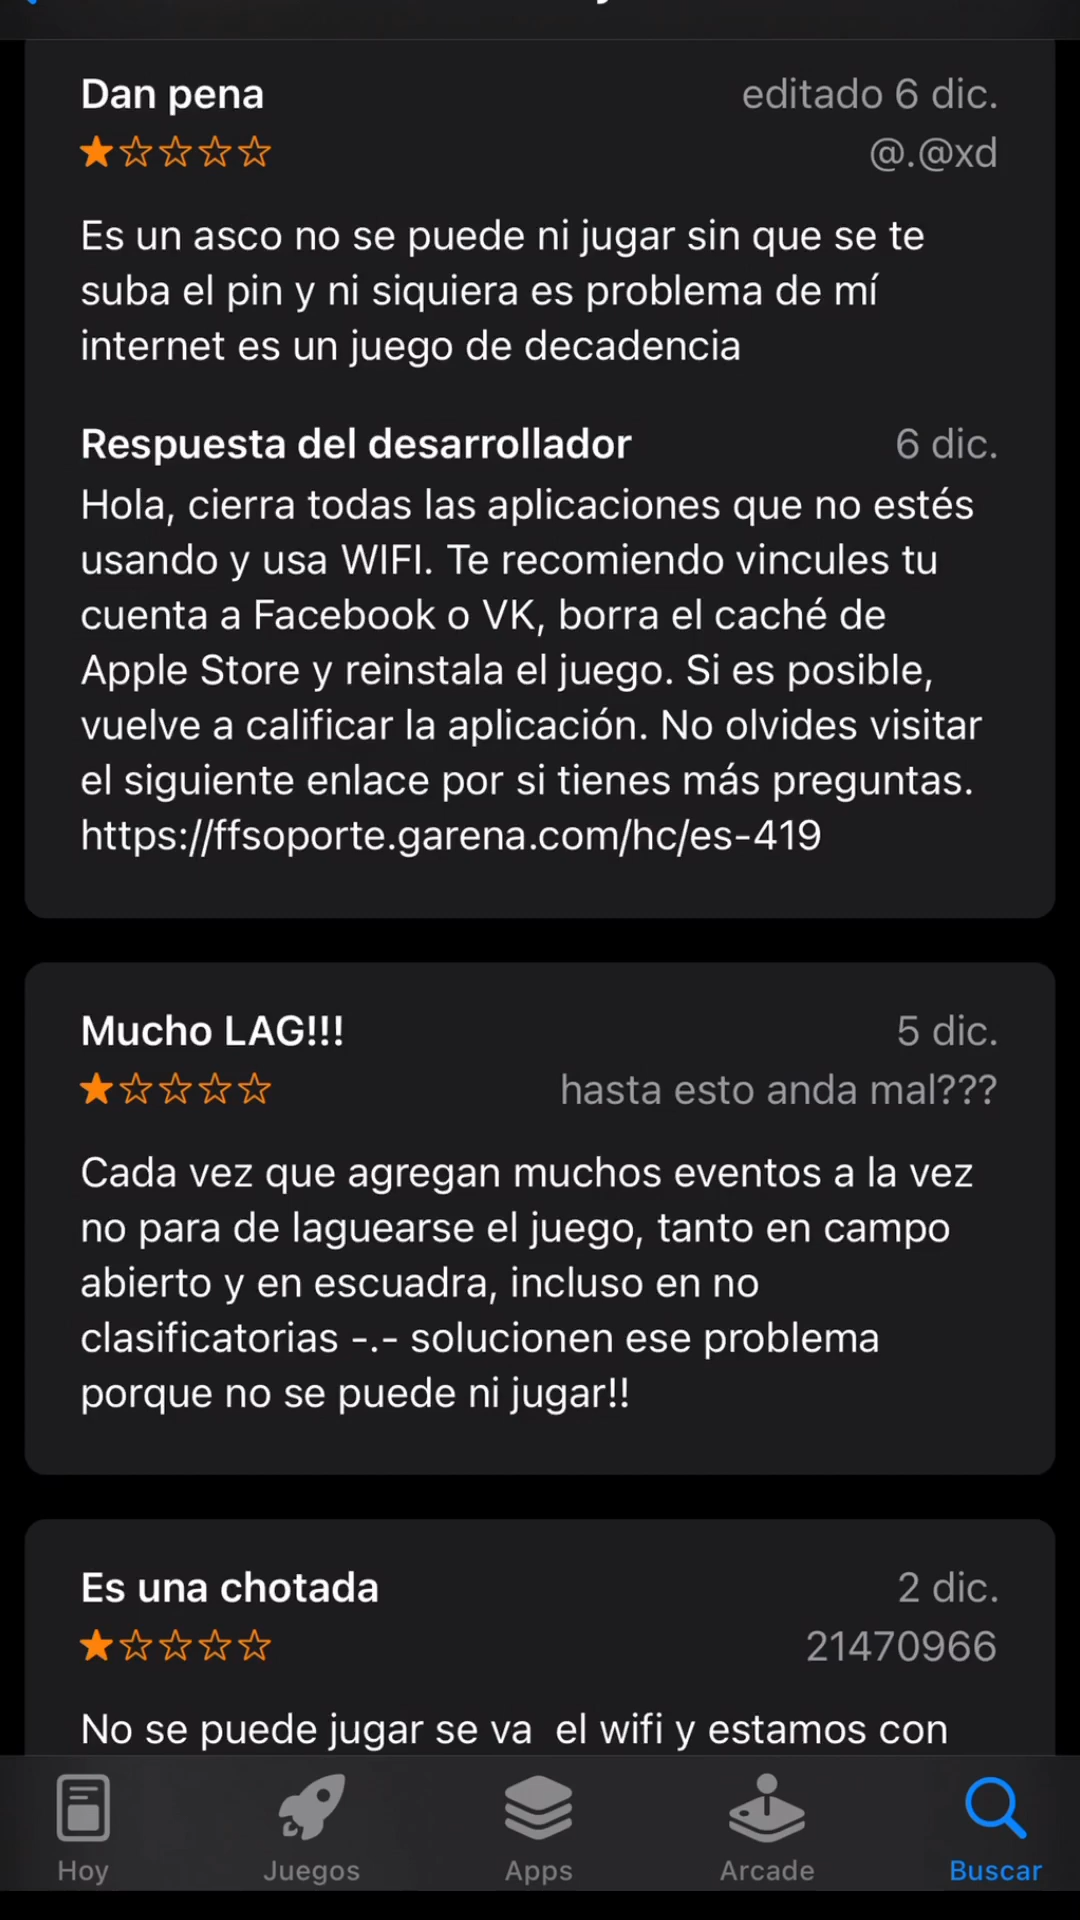 Dan pena
editado 6 dic.
@.@xd
Es un asco no se puede ni jugar sin que se te
suba el pin y ni siquiera es problema de mí
internet es un juego de decadencia
Respuesta del desarrollador
6 dic.
Hola, cierra todas las aplicaciones que no estés
usando y usa WIFI. Te recomiendo vincules tu
cuenta a Facebook o VK, borra el caché de
Apple Store y reinstala el juego. Si es posible,
vuelve a calificar la aplicación. No olvides visitar
el siguiente enlace por si tienes más preguntas.
https://ffsoporte.garena.com/hc/es-419
Mucho LAG!!!
5 dic.
hasta esto anda mal???
Cada vez que agregan muchos eventos a la vez
no para de laguearse el juego, tanto en campo
abierto y en escuadra, incluso en no
clasificatorias -.- solucionen ese problema
porque no se puede ni jugar!!
Es una chotada
2 dic.
21470966
No se puede jugar se va  el wifi y estamos con
Hoy
Juegos
Apps
Arcade
Buscar